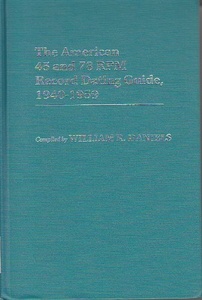 The American
45 and 78 RPM
Record Dating Guide,
1940-1959
Compiled by WILLIAM R. DANIELS